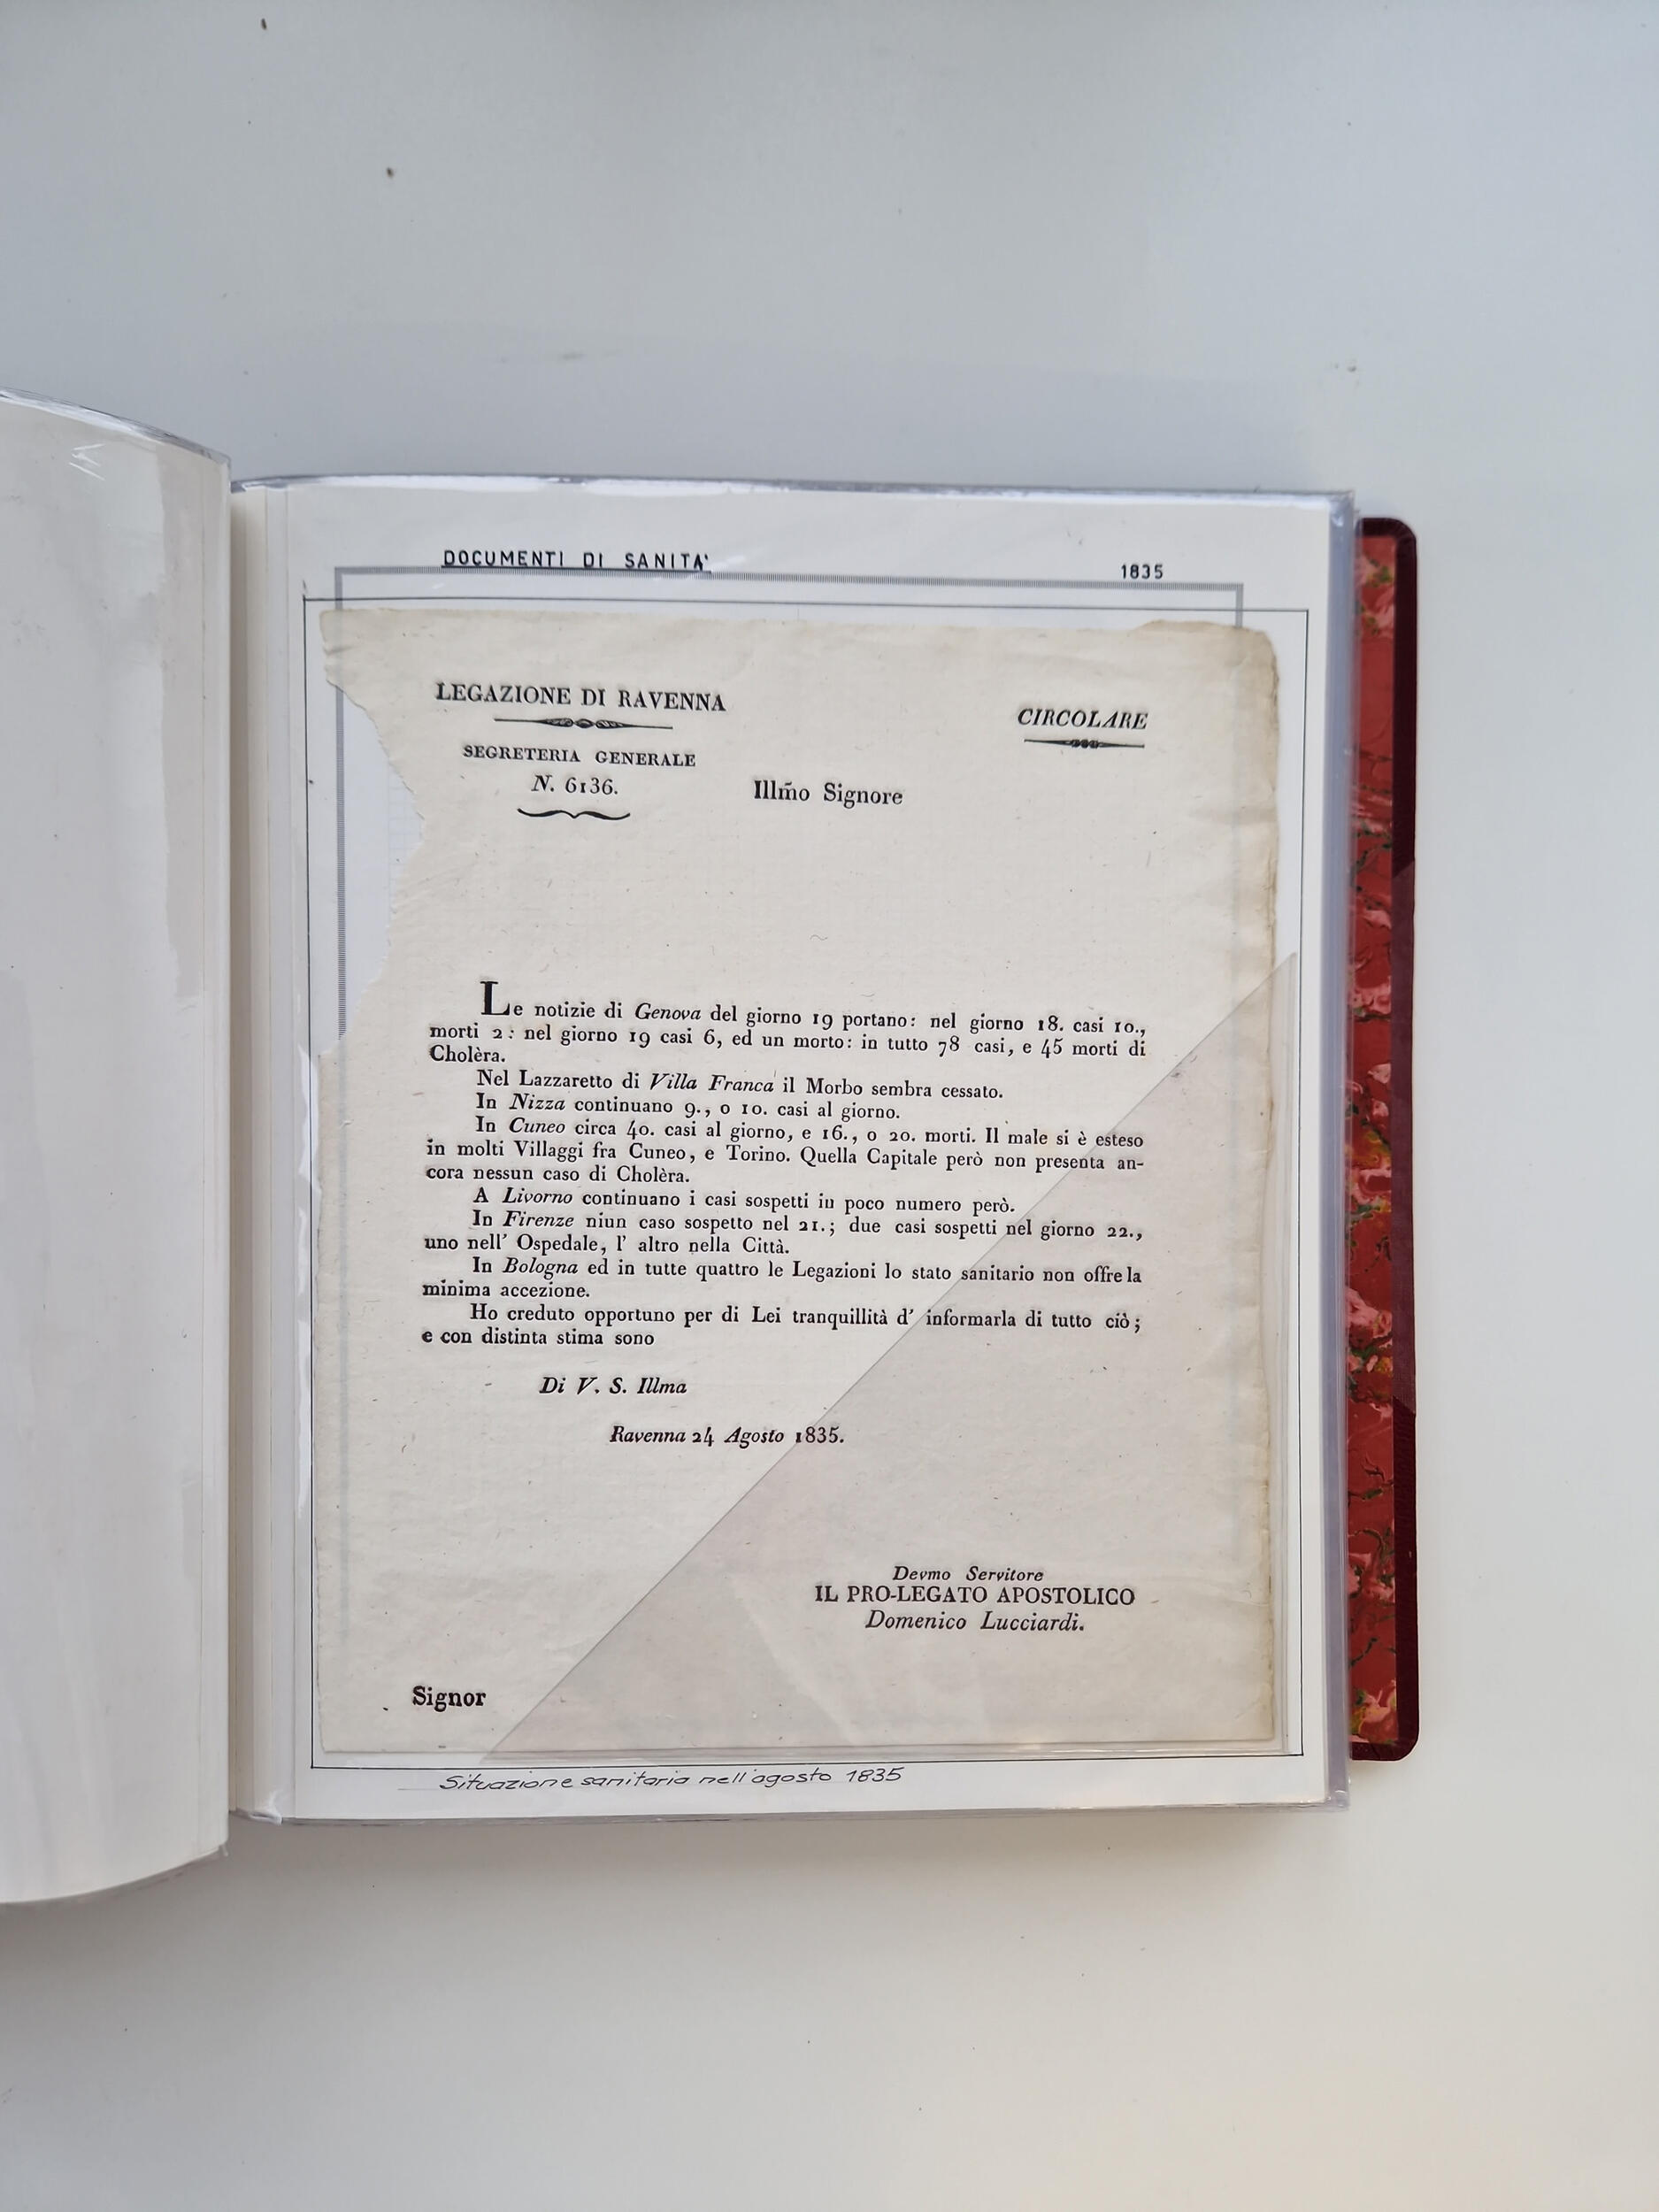 DOCUMENTI DI SANITA'
1835
LEGAZIONE DI RAVENNA
CIRCOLARE
SEGRETERIA GENERALE
N. 6136.
Illm̃o Signore
Le notizie di Genova del giorno 19 portano: nel giorno 18. casi 10.,
morti 2: nel giorno 19 casi 6, ed un morto: in tutto 78 casi, e 45 morti di
Cholèra.
Nel Lazzaretto di Villa Franca il Morbo sembra cessato.
In Nizza continuano 9., o 10. casi al giorno.
In Cuneo circa 40. casi al giorno, e 16., o 20. morti. Il male si è esteso
in molti Villaggi fra Cuneo, e Torino. Quella Capitale però non presenta an-
cora nessun caso di Cholèra.
A Livorno continuano i casi sospetti in poco numero però.
In Firenze niun caso sospetto nel 21.; due casi sospetti nel giorno 22.,
uno nell' Ospedale, l' altro nella Città.
In Bologna ed in tutte quattro le Legazioni lo stato sanitario non offre la
minima accezione.
Ho creduto opportuno per di Lei tranquillità d' informarla di tutto ciò;
e con distinta stima sono
Di V. S. Illma
Ravenna 24 Agosto 1835.
Devmo Servitore
IL PRO-LEGATO APOSTOLICO
Domenico Lucciardi.
Signor
Situazione sanitaria nell'agosto 1835